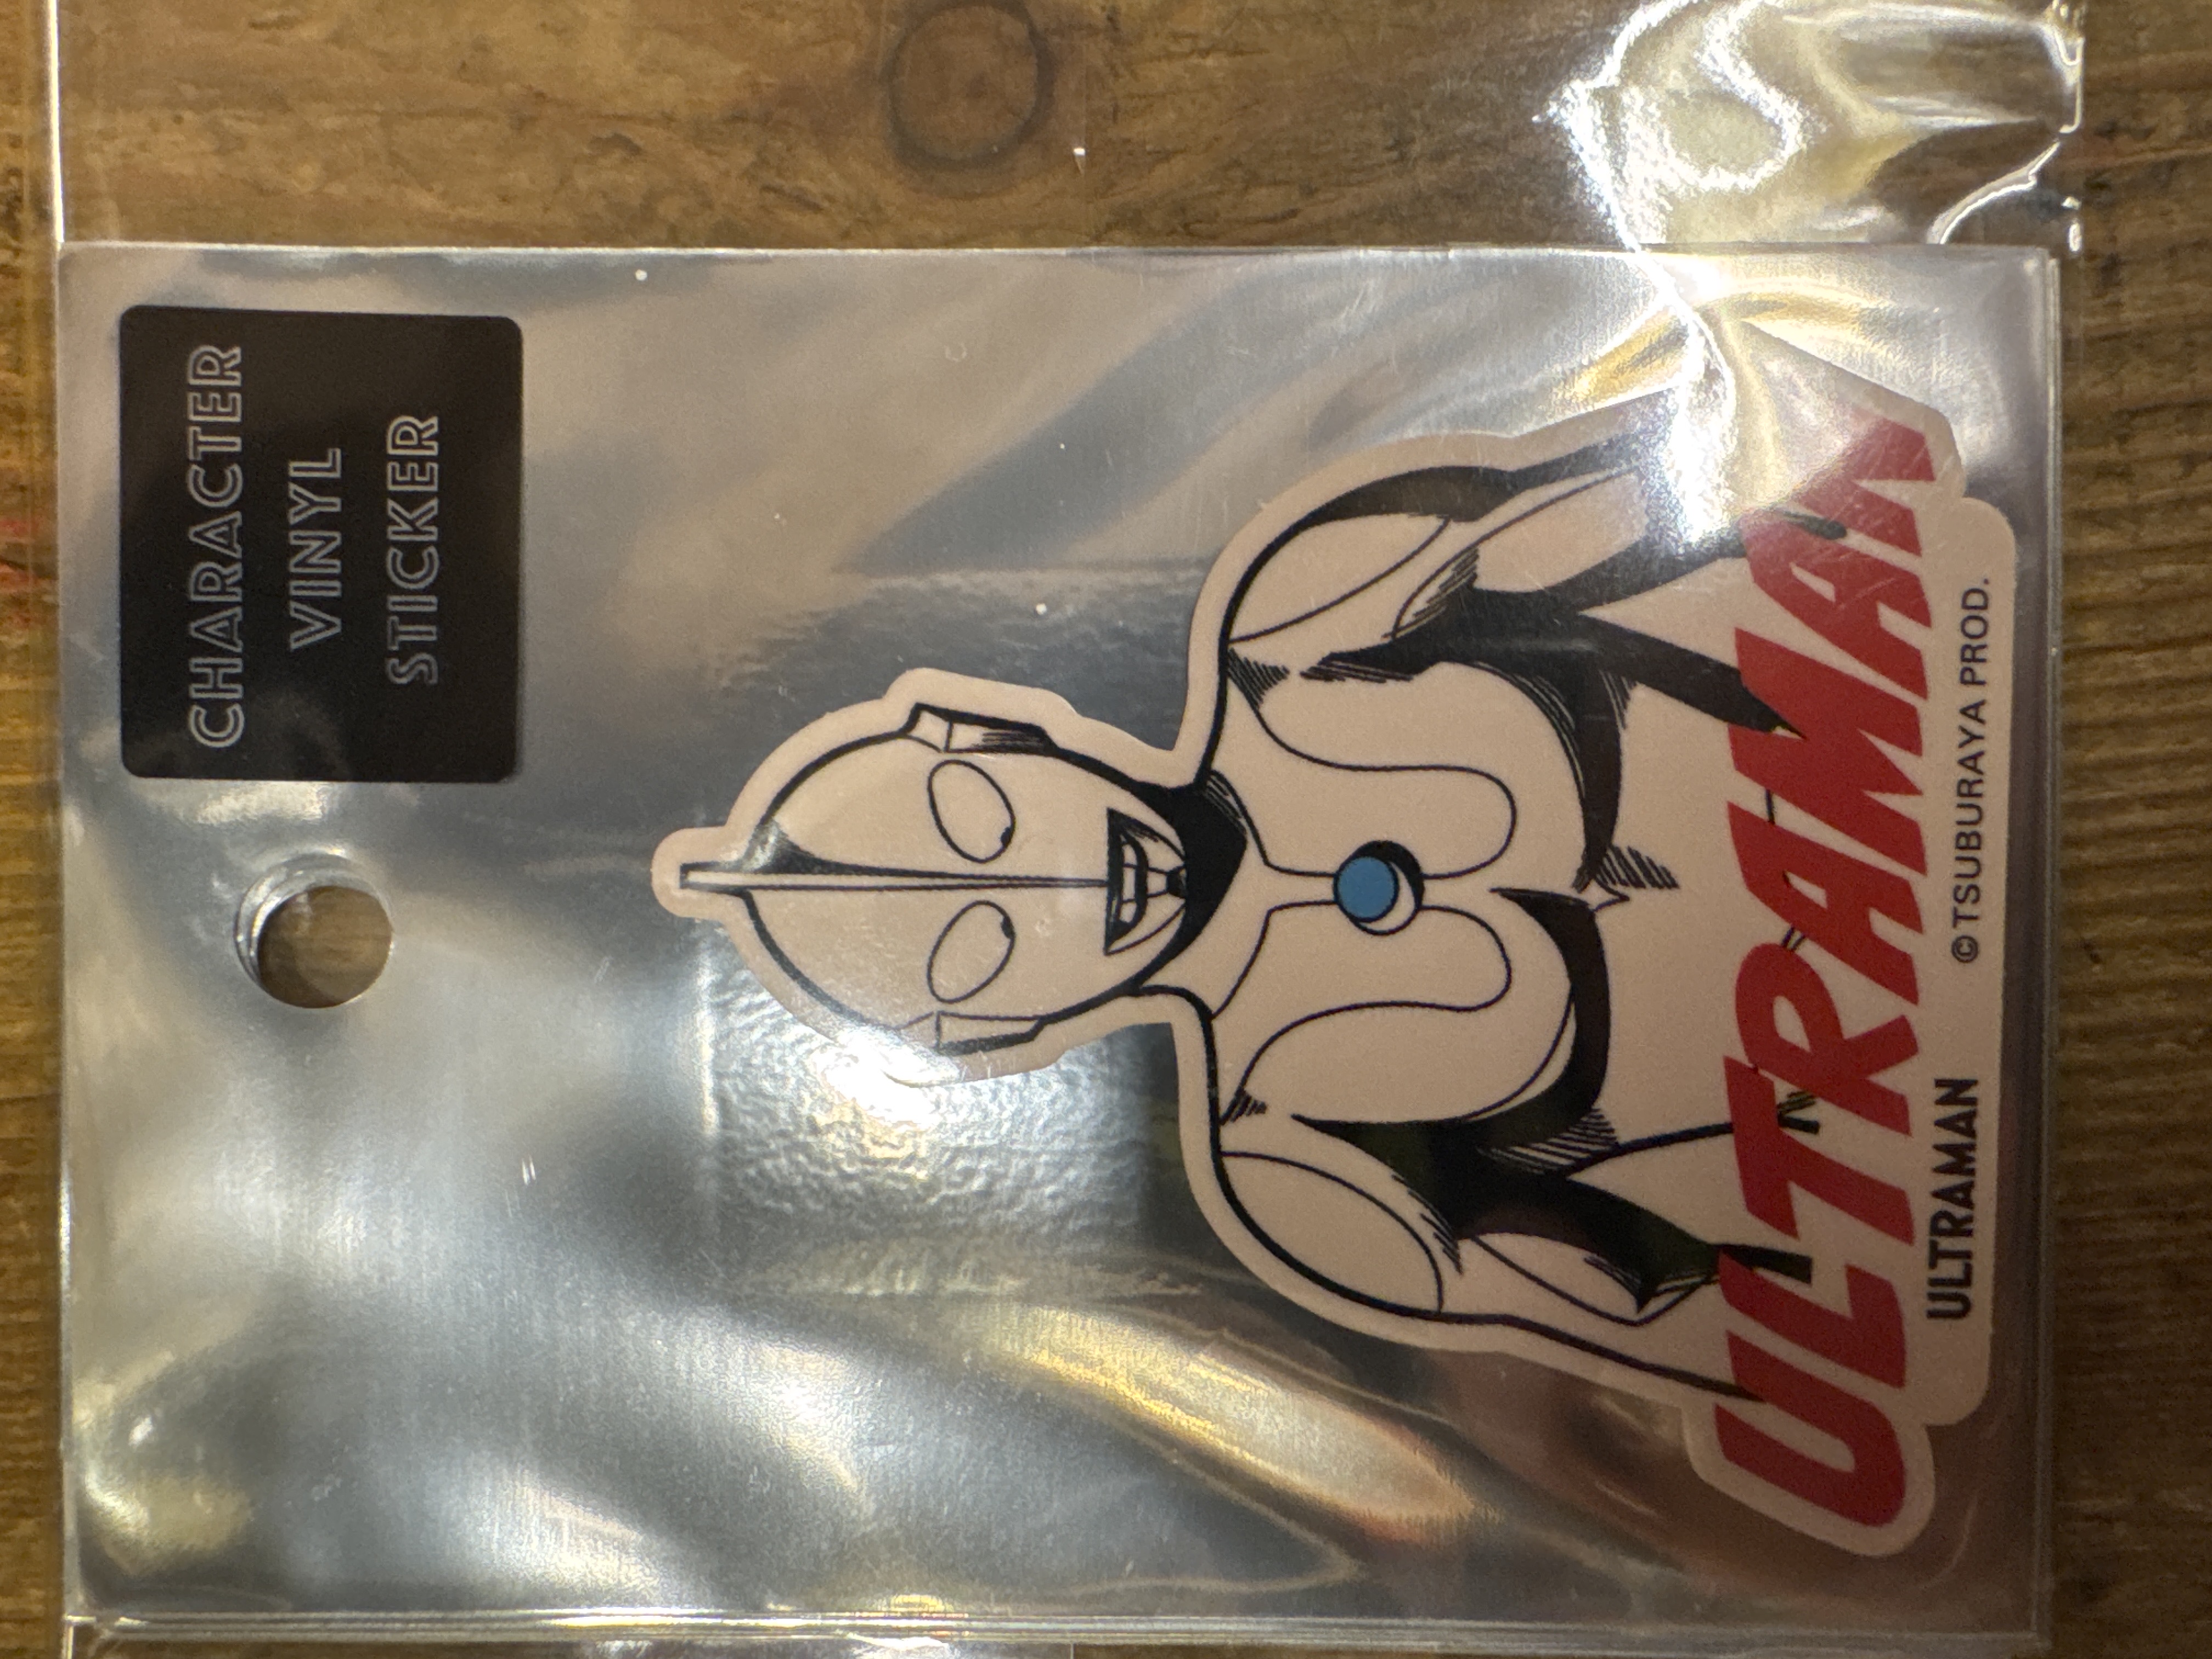 CHARACTER
VINYL
STICKER
ULTRAMAN
ULTRAMAN ©TSUBURAYA PROD.